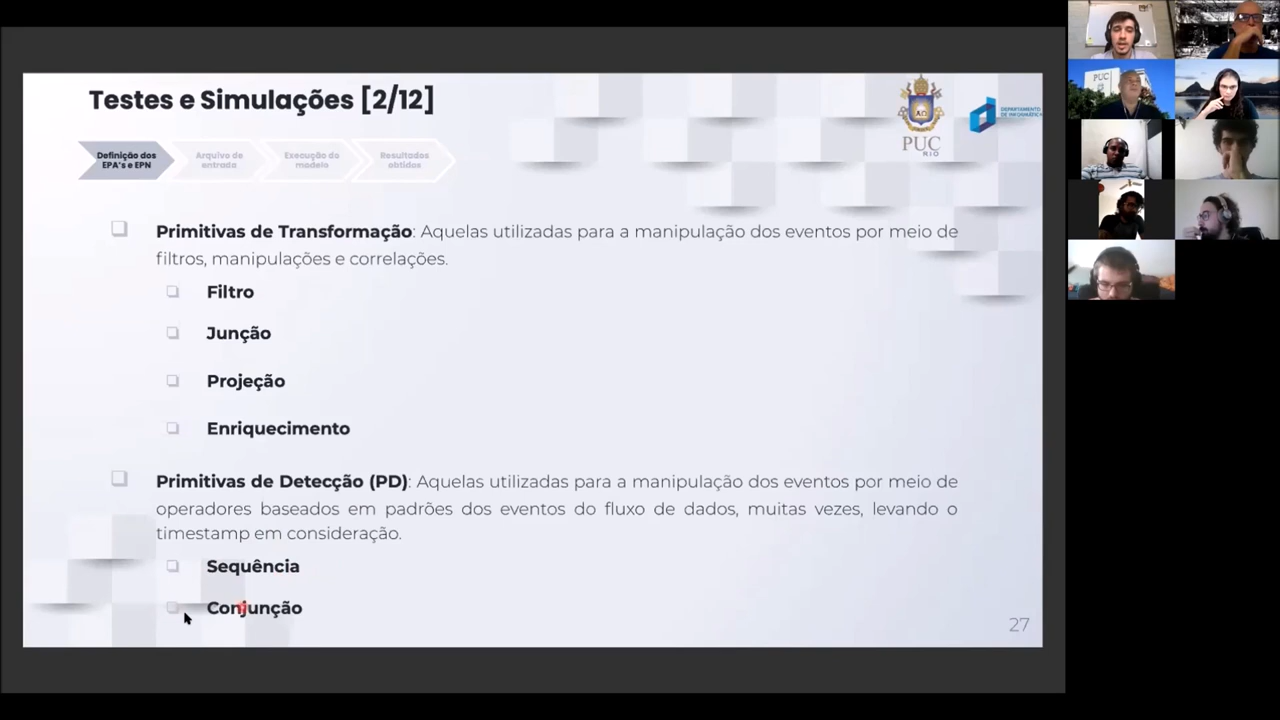 Testes e Simulações [2/12]
PUC
RIO
DEPARTAMENTO
DE INFORMÁTICA
Definição dos
EPA's e EPN
Arquivo de
entrada
Execução do
modelo
Resultados
obtidos
Primitivas de Transformação: Aquelas utilizadas para a manipulação dos eventos por meio de
filtros, manipulações e correlações.
Filtro
Junção
Projeção
Enriquecimento
Primitivas de Detecção (PD): Aquelas utilizadas para a manipulação dos eventos por meio de
operadores baseados em padrões dos eventos do fluxo de dados, muitas vezes, levando o
timestamp em consideração.
Sequência
Conjunção
27
PUC